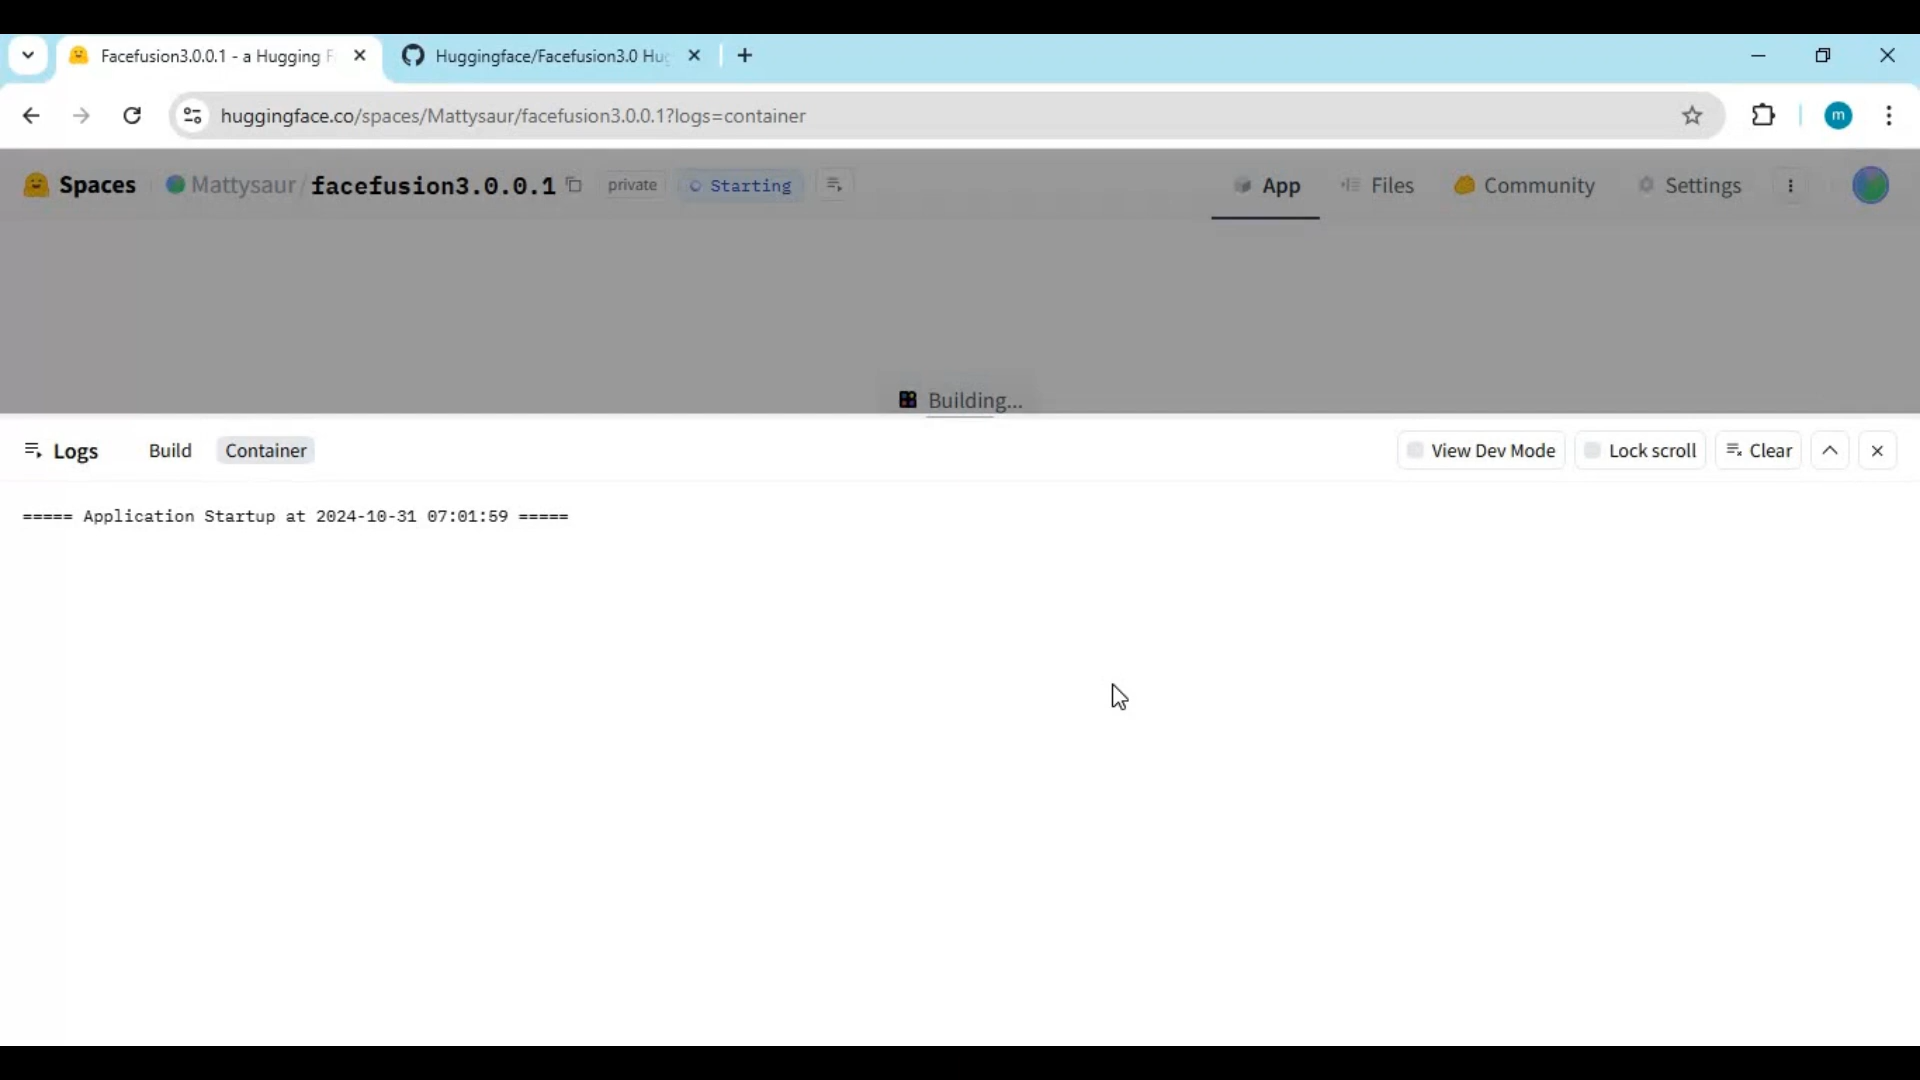 Facefusion3.0.0.1 - a Hugging F
Huggingface/Facefusion3.0 Hug
huggingface.co/spaces/Mattysaur/facefusion3.0.0.1?logs=container
m
Spaces Mattysaur/facefusion3.0.0.1 private Starting App Files Community Settings
Building...
Logs Build Container View Dev Mode Lock scroll Clear
===== Application Startup at 2024-10-31 07:01:59 =====